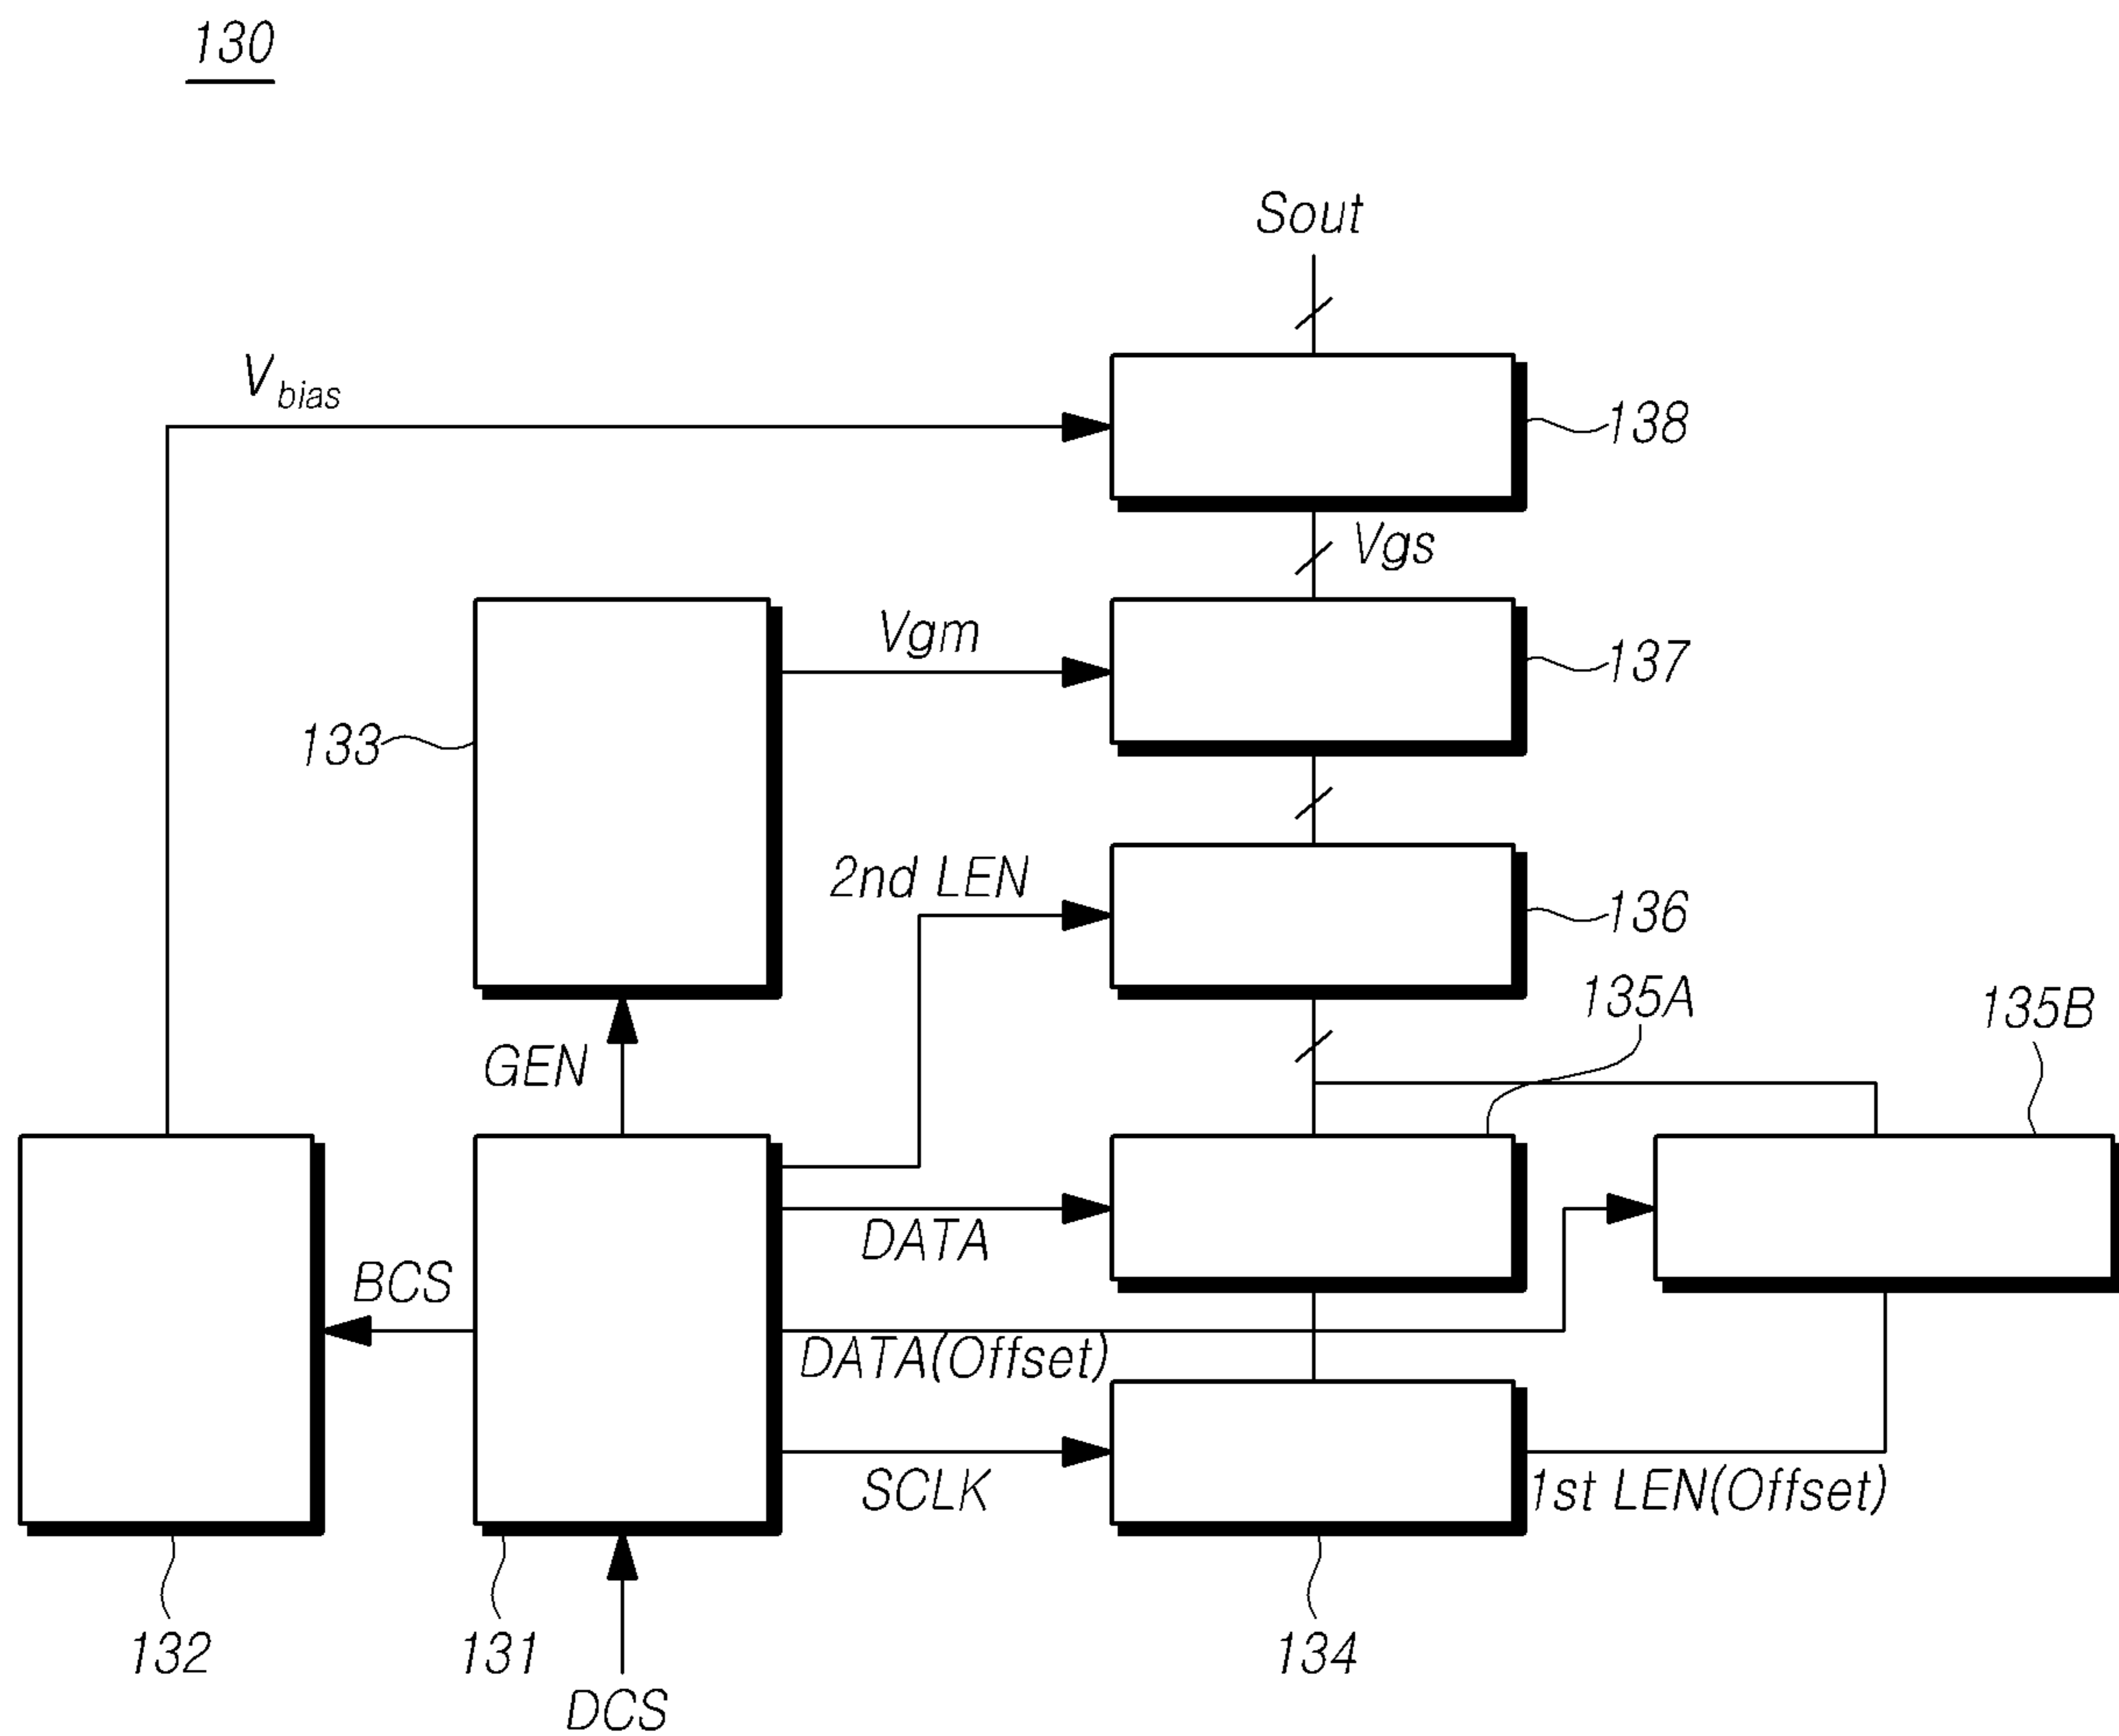 130
Sout
Vbias
138
Vgs
Vgm
137
133
2nd LEN
136
135A
135B
GEN
DATA
BCS
DATA(Offset)
SCLK
1st LEN(Offset)
132
131
134
DCS